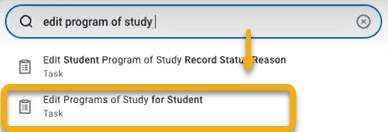 edit program of study
Edit Student Program of Study Record Status Reason
Task
Edit Programs of Study for Student
Task